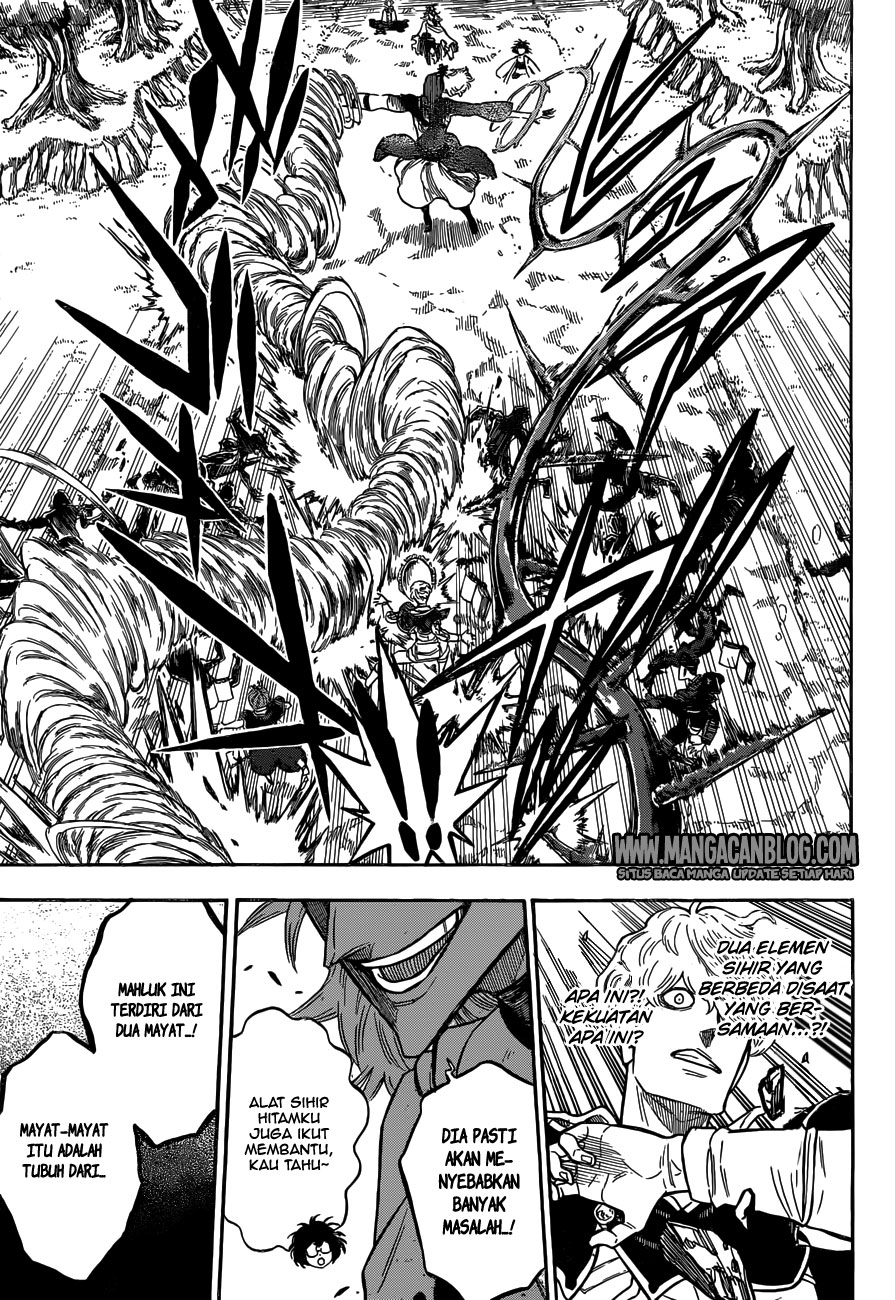 WWW.MANGACANBLOG.COM
SITUS BACA MANGA UPDATE SETIAP HARI
DUA ELEMEN
SIHIR YANG
BERBEDA DISAAT
YANG BER-
SAMAAN...?!
APA INI?!
KEKUATAN
APA INI?
DIA PASTI
AKAN ME-
NYEBABKAN
BANYAK
MASALAH...!
ALAT SIHIR
HITAMKU
JUGA IKUT
MEMBANTU,
KAU TAHU~
MAHLUK INI
TERDIRI DARI
DUA MAYAT...!
MAYAT-MAYAT
ITU ADALAH
TUBUH DARI...